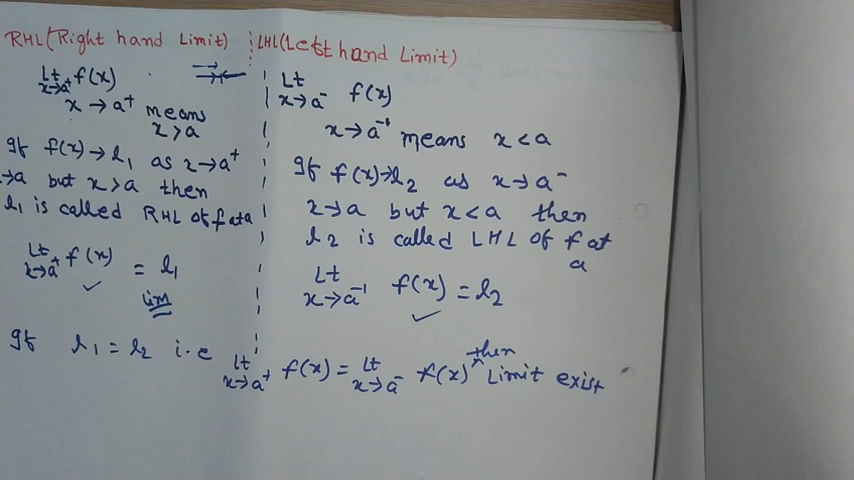 RHL (Right hand Limit)
Lt f(x)
x→a⁺
x → a⁺ means
x > a
If f(x) → l₁ as x→a⁺
x→a but x > a then
l₁ is called RHL of f at a
Lt f(x) = l₁
x→a⁺
lim
LHL (Left hand Limit)
Lt f(x)
x→a⁻
x→a⁻ means x < a
If f(x)→l₂ as x→a⁻
x→a but x < a then
l₂ is called LHL of f at
a
Lt f(x) = l₂
x→a⁻
If l₁ = l₂ i.e Lt f(x) = Lt f(x) then Limit exist
x→a⁺ x→a⁻